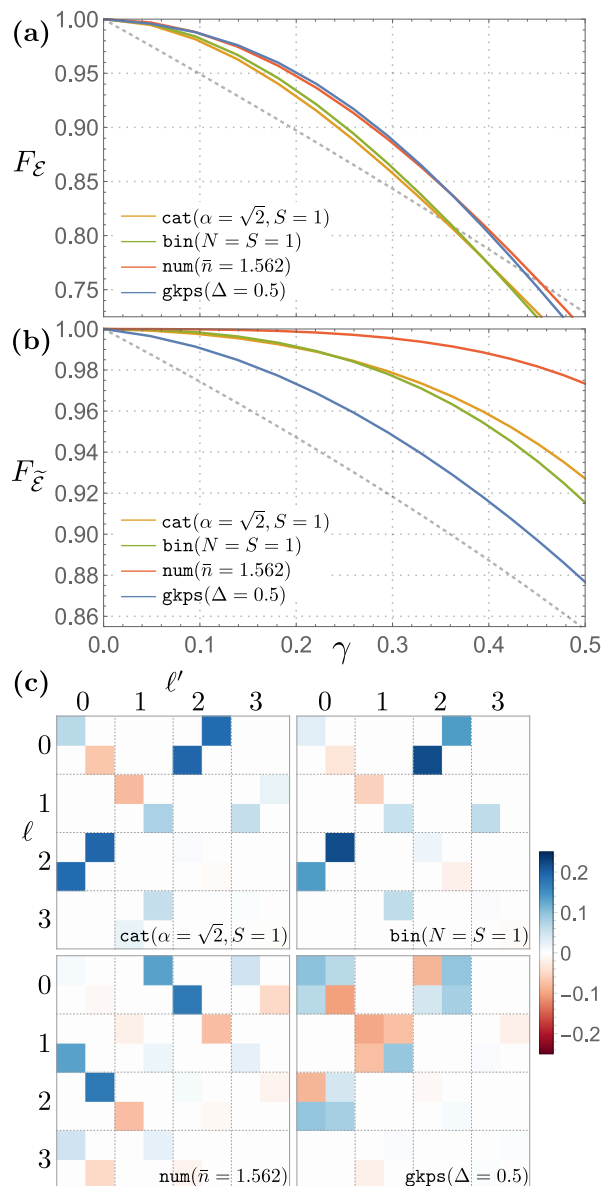 (a)
1.00
0.95
0.90
0.85
0.80
0.75
F_ℰ
cat(α = √2, S = 1)
bin(N = S = 1)
num(n̄ = 1.562)
gkps(Δ = 0.5)
(b)
1.00
0.98
0.96
0.94
0.92
0.90
0.88
0.86
F_ℰ̃
cat(α = √2, S = 1)
bin(N = S = 1)
num(n̄ = 1.562)
gkps(Δ = 0.5)
0.0 0.1 0.2 0.3 0.4 0.5
γ
(c)
ℓ′
0 1 2 3 0 1 2 3
0
1
ℓ
2
3
cat(α = √2, S = 1) bin(N = S = 1)
0
1
2
3
num(n̄ = 1.562) gkps(Δ = 0.5)
0.2
0.1
0
−0.1
−0.2